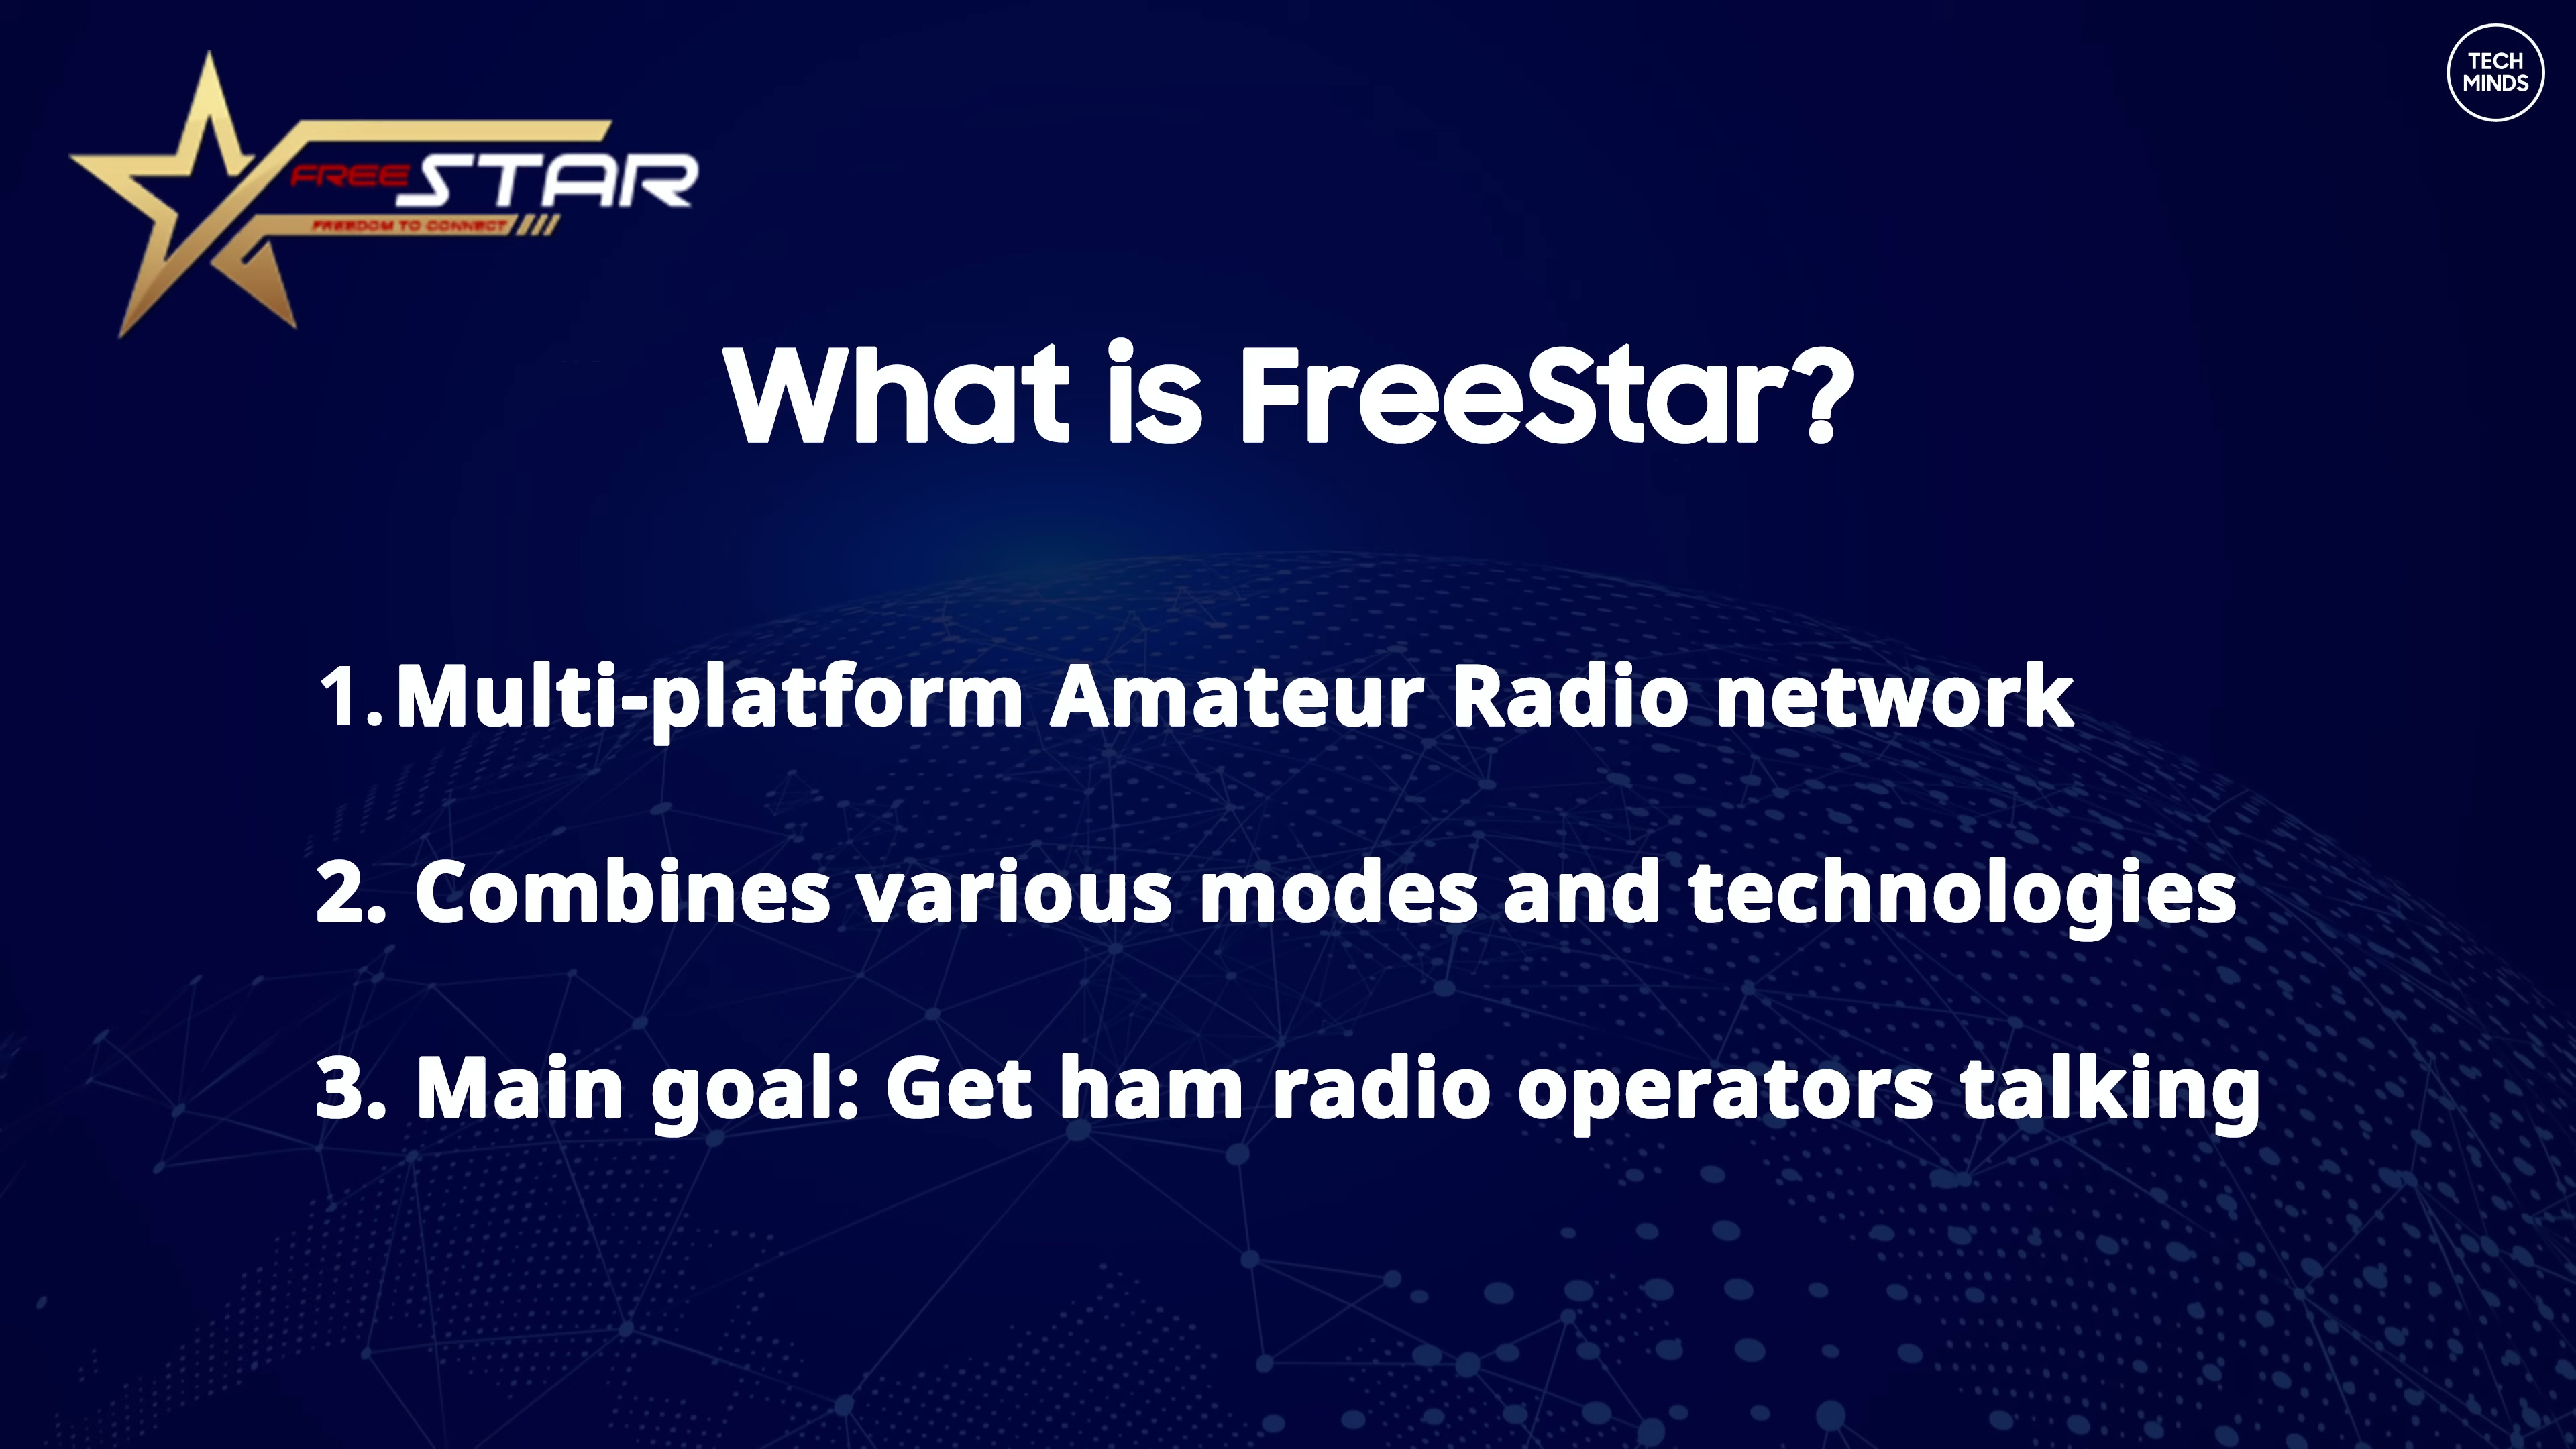 FREE STAR
FREEDOM TO CONNECT
TECH
MINDS
What is FreeStar?
1. Multi-platform Amateur Radio network
2. Combines various modes and technologies
3. Main goal: Get ham radio operators talking